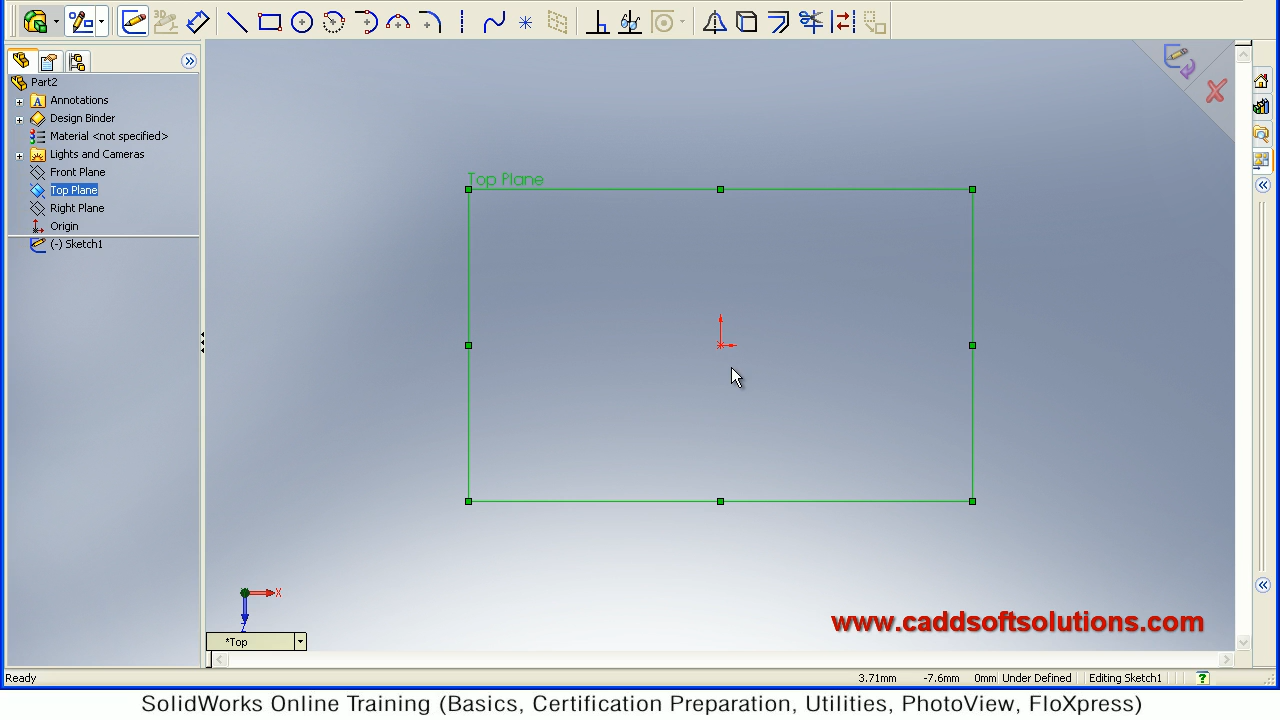 Part2
Annotations
Design Binder
Material <not specified>
Lights and Cameras
Front Plane
Top Plane
Right Plane
Origin
(-) Sketch1
Top Plane
X
Z
*Top
www.caddsoftsolutions.com
Ready
3.71mm -7.6mm 0mm Under Defined Editing Sketch1
SolidWorks Online Training (Basics, Certification Preparation, Utilities, PhotoView, FloXpress)